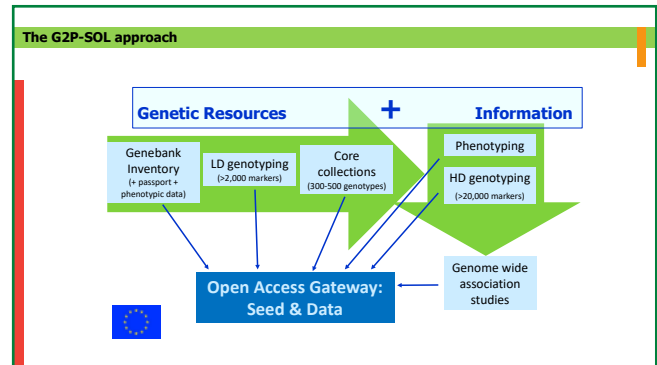 The G2P-SOL approach
Genetic Resources + Information
Genebank
Inventory
(+ passport +
phenotypic data)
LD genotyping
(>2,000 markers)
Core
collections
(300-500 genotypes)
Phenotyping
HD genotyping
(>20,000 markers)
Open Access Gateway:
Seed & Data
Genome wide
association
studies